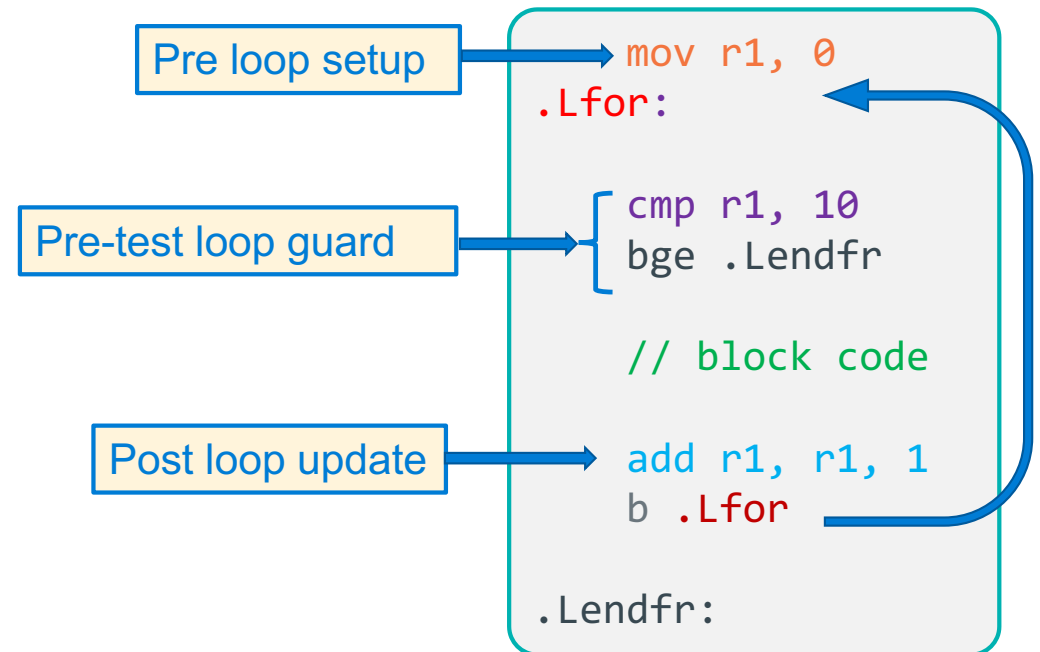 Pre loop setup
mov r1, 0
.Lfor:
Pre-test loop guard
cmp r1, 10
bge .Lendfr
// block code
Post loop update
add r1, r1, 1
b .Lfor
.Lendfr: